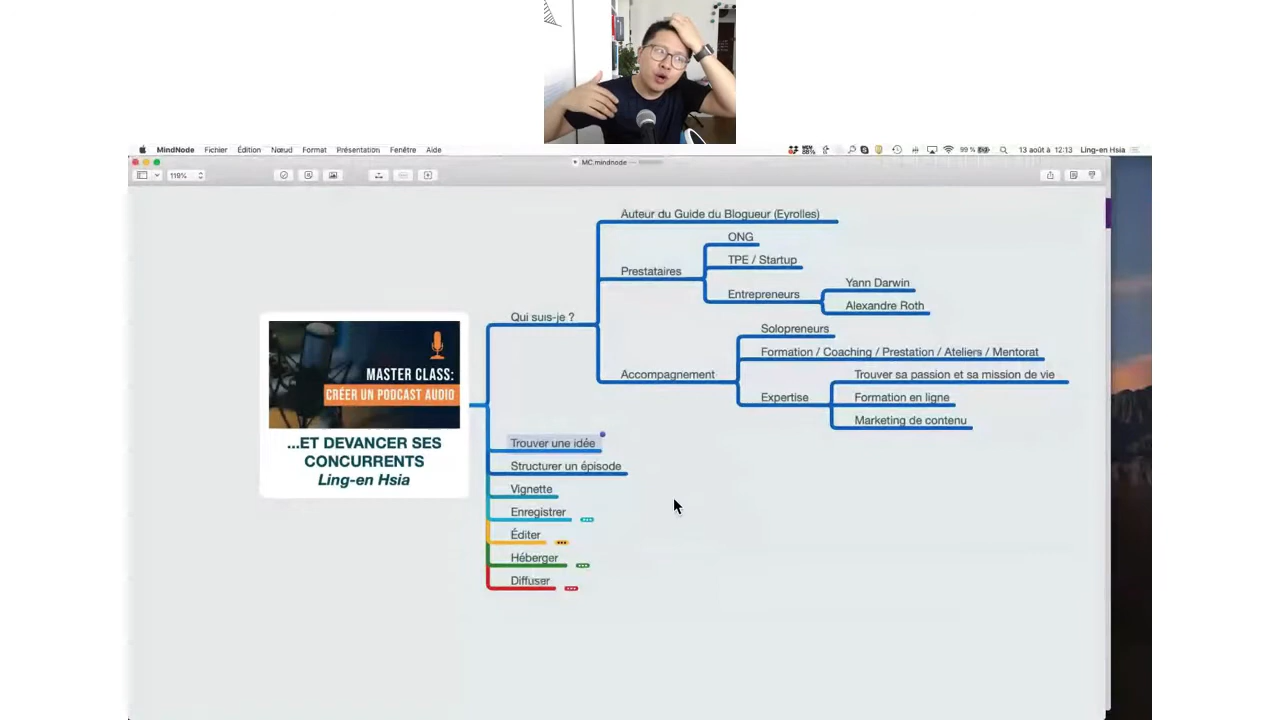 MindNode Fichier Édition Nœud Format Présentation Fenêtre Aide
99 % 13 août à 12:13 Ling-en Hsia
MC.mindnode
119%
Auteur du Guide du Blogueur (Eyrolles)
ONG
Prestataires
TPE / Startup
Entrepreneurs
Yann Darwin
Alexandre Roth
Qui suis-je ?
Solopreneurs
Formation / Coaching / Prestation / Ateliers / Mentorat
Accompagnement
Trouver sa passion et sa mission de vie
Expertise
Formation en ligne
Marketing de contenu
MASTER CLASS:
CRÉER UN PODCAST AUDIO
...ET DEVANCER SES
CONCURRENTS
Ling-en Hsia
Trouver une idée
Structurer un épisode
Vignette
Enregistrer
Éditer
Héberger
Diffuser